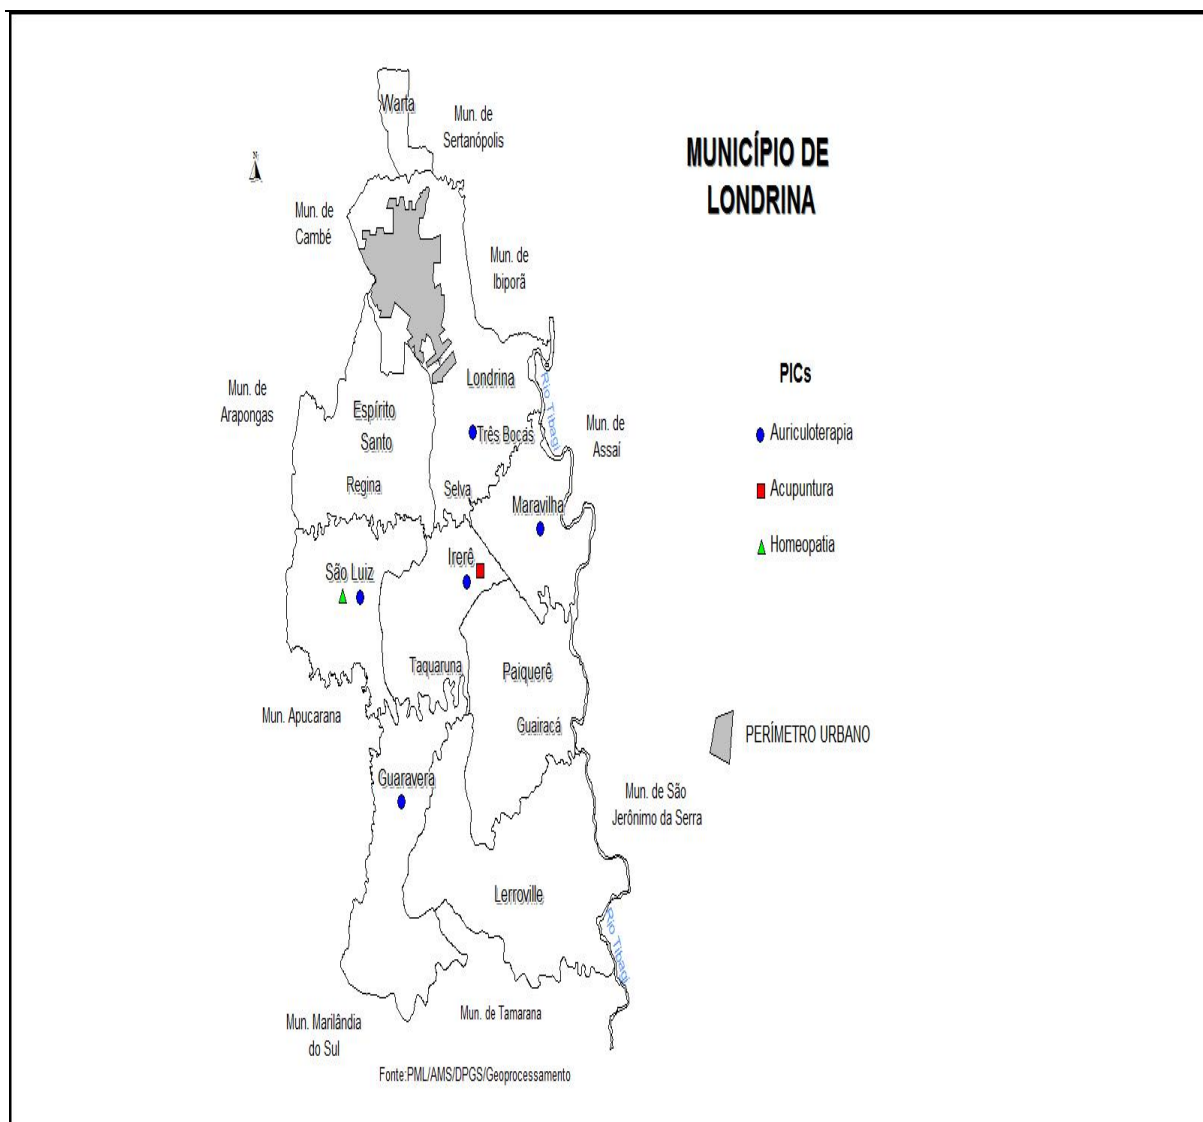 Warta
Mun. de
Sertanópolis
MUNICÍPIO DE
LONDRINA
N
Mun. de
Cambé
Mun. de
Ibiporã
Londrina
Rio Tibagi
PICs
Mun. de
Arapongas
Espírito
Santo
Mun. de
Assaí
Três Bocas
Auriculoterapia
Regina
Selva
Maravilha
Acupuntura
Irerê
Homeopatia
São Luiz
Taquaruna
Paiquerê
Mun. Apucarana
Guairacá
PERÍMETRO URBANO
Guaravera
Mun. de São
Jerônimo da Serra
Lerroville
Rio Tibagi
Mun. Marilândia
do Sul
Mun. de Tamarana
Fonte:PML/AMS/DPGS/Geoprocessamento